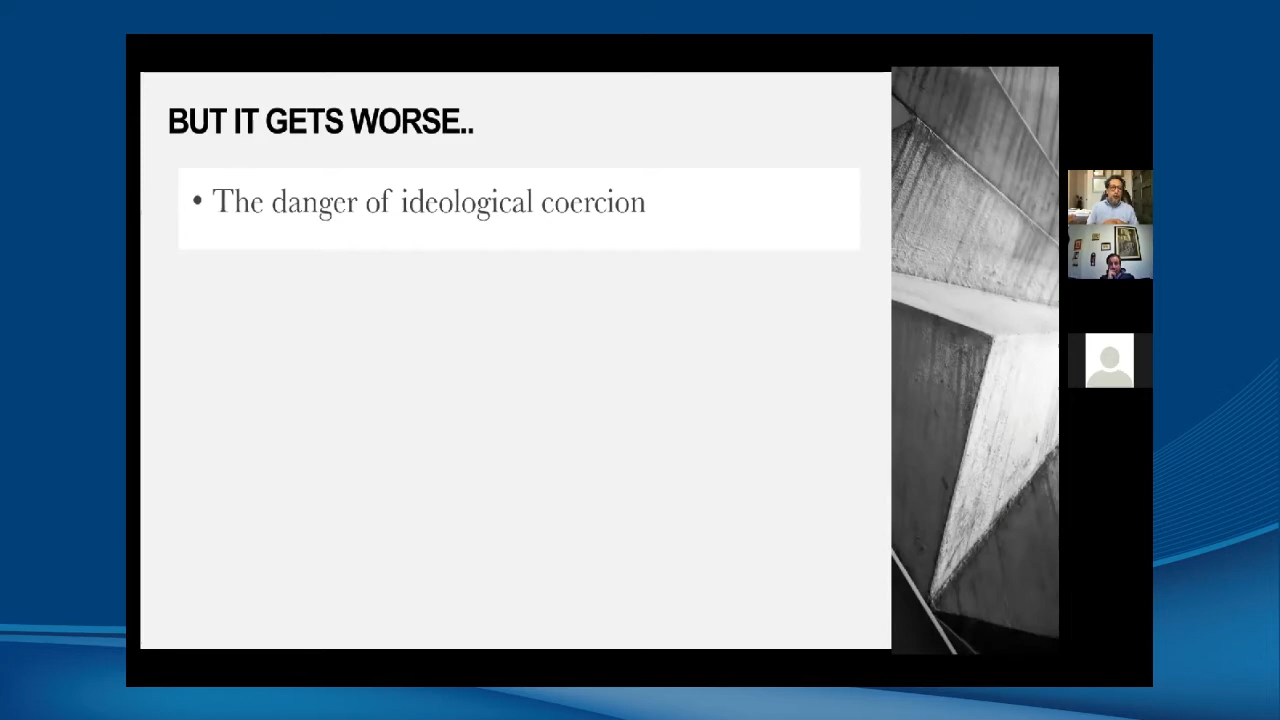 BUT IT GETS WORSE..
• The danger of ideological coercion